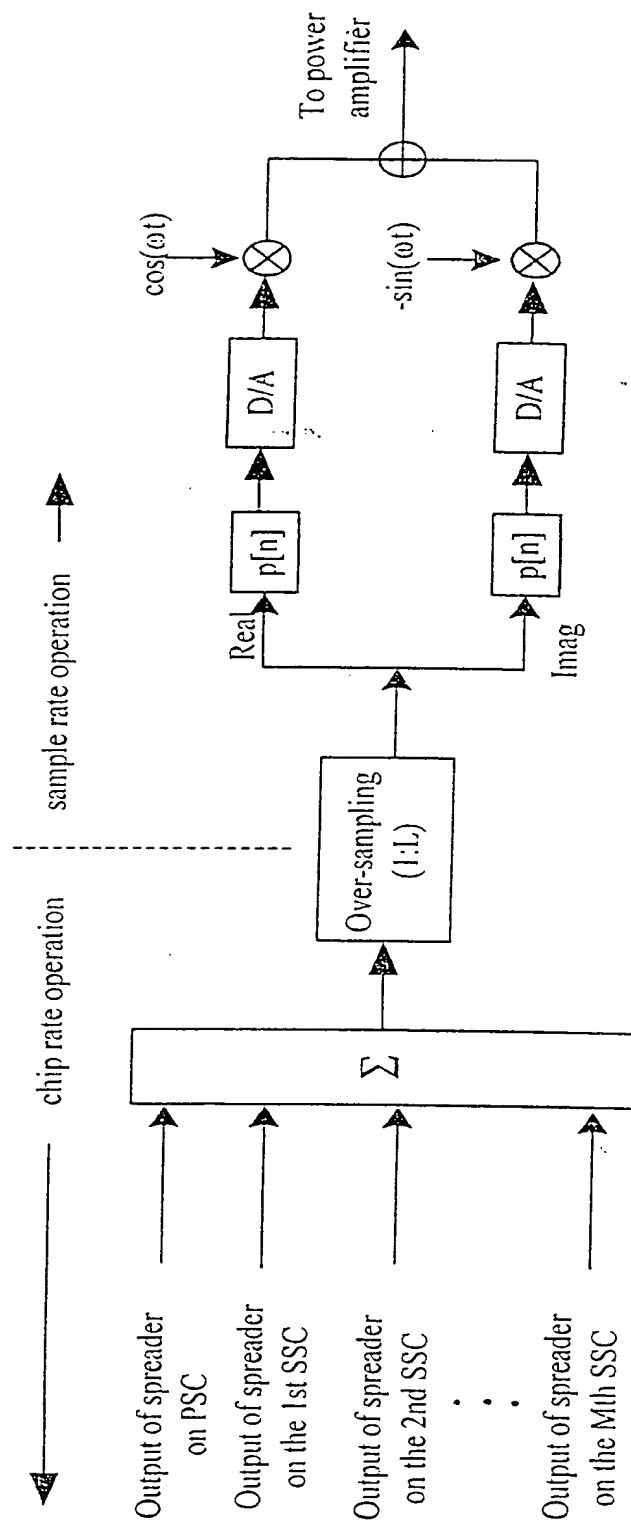 chip rate operation
sample rate operation
Output of spreader
on PSC
Output of spreader
on the 1st SSC
Output of spreader
on the 2nd SSC
. . .
Output of spreader
on the Mth SSC
Σ
Over-sampling
(1:L)
Real
Imag
p[n]
D/A
cos(ωt)
p[n]
D/A
-sin(ωt)
To power
amplifier